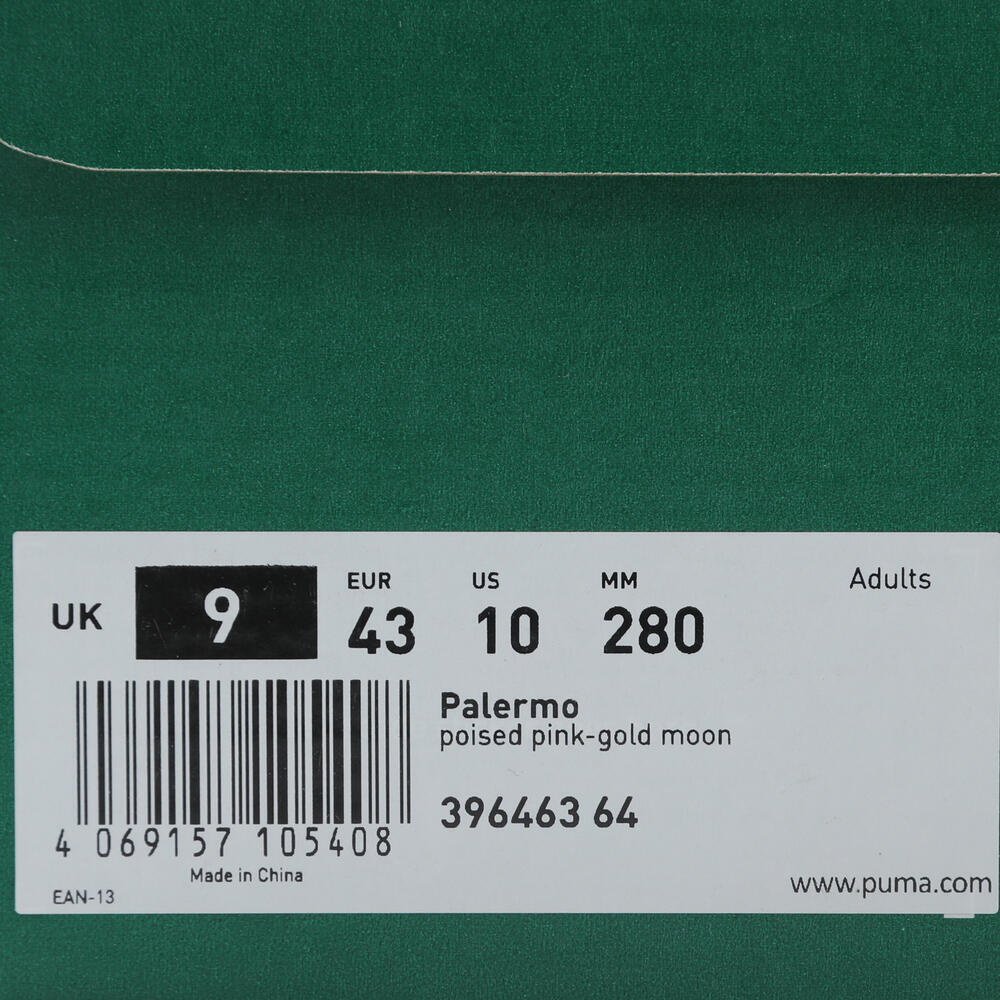 UK 9
EUR US MM Adults
43 10 280
Palermo
poised pink-gold moon
396463 64
4 069157 105408
Made in China
EAN-13
www.puma.com